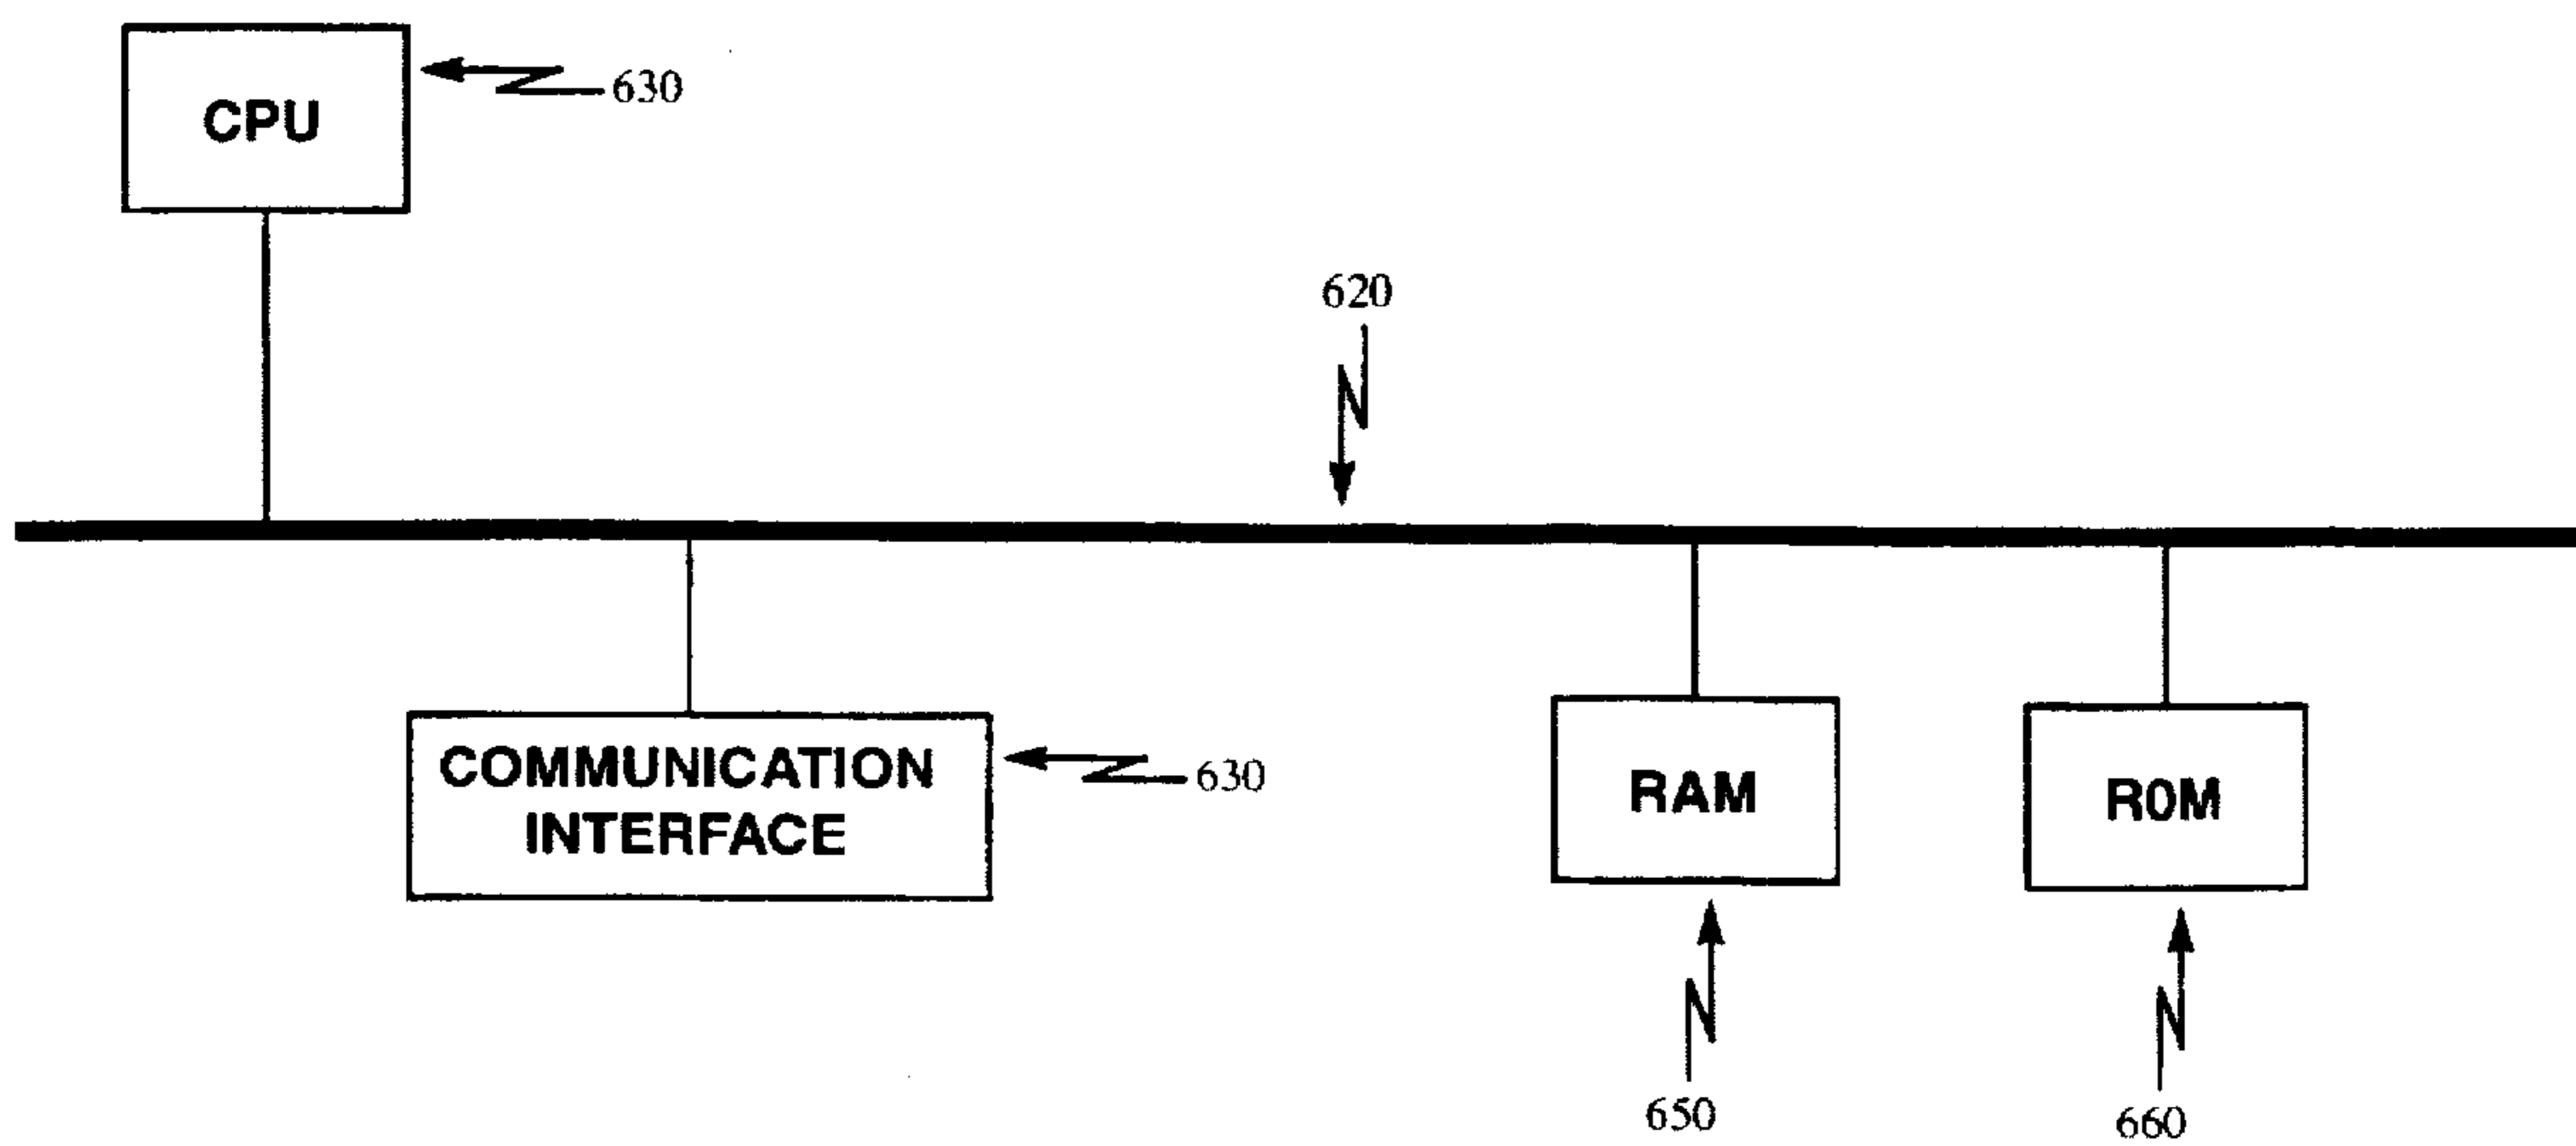 CPU
630
620
COMMUNICATION
INTERFACE
630
RAM
R0M
650
660